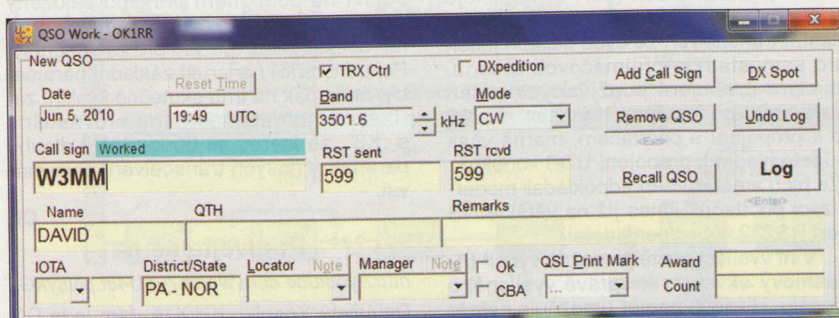 QSO Work - OK1RR
New QSO
Reset Time
TRX Ctrl
DXpedition
Add Call Sign
DX Spot
Date
Band
Mode
Jun 5, 2010
19:49
UTC
3501.6
kHz
CW
Remove QSO
Undo Log
<Esc>
Call sign
Worked
RST sent
RST rcvd
W3MM
599
599
Recall QSO
Log
<Enter>
Name
QTH
Remarks
DAVID
IOTA
District/State
Locator
Note
Manager
Note
Ok
QSL Print Mark
Award
PA - NOR
CBA
...
Count